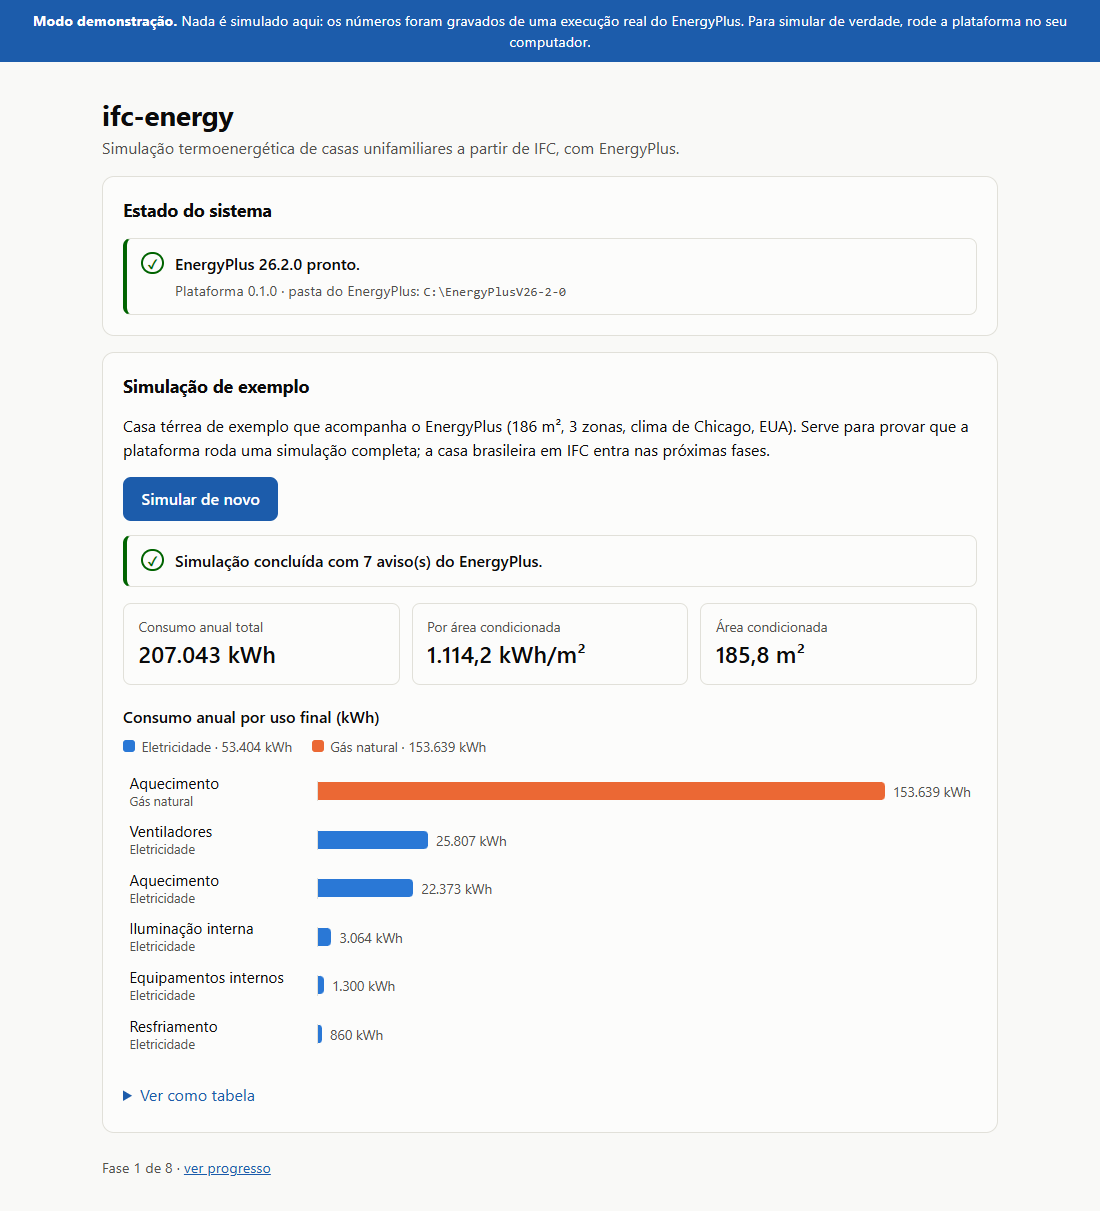 Modo demonstração. Nada é simulado aqui: os números foram gravados de uma execução real do EnergyPlus. Para simular de verdade, rode a plataforma no seu
computador.
ifc-energy
Simulação termoenergética de casas unifamiliares a partir de IFC, com EnergyPlus.
Estado do sistema
EnergyPlus 26.2.0 pronto.
Plataforma 0.1.0 · pasta do EnergyPlus: C:\EnergyPlusV26-2-0
Simulação de exemplo
Casa térrea de exemplo que acompanha o EnergyPlus (186 m², 3 zonas, clima de Chicago, EUA). Serve para provar que a
plataforma roda uma simulação completa; a casa brasileira em IFC entra nas próximas fases.
Simular de novo
Simulação concluída com 7 aviso(s) do EnergyPlus.
Consumo anual total
207.043 kWh
Por área condicionada
1.114,2 kWh/m²
Área condicionada
185,8 m²
Consumo anual por uso final (kWh)
Eletricidade · 53.404 kWh
Gás natural · 153.639 kWh
Aquecimento
Gás natural
153.639 kWh
Ventiladores
Eletricidade
25.807 kWh
Aquecimento
Eletricidade
22.373 kWh
Iluminação interna
Eletricidade
3.064 kWh
Equipamentos internos
Eletricidade
1.300 kWh
Resfriamento
Eletricidade
860 kWh
Ver como tabela
Fase 1 de 8 · ver progresso